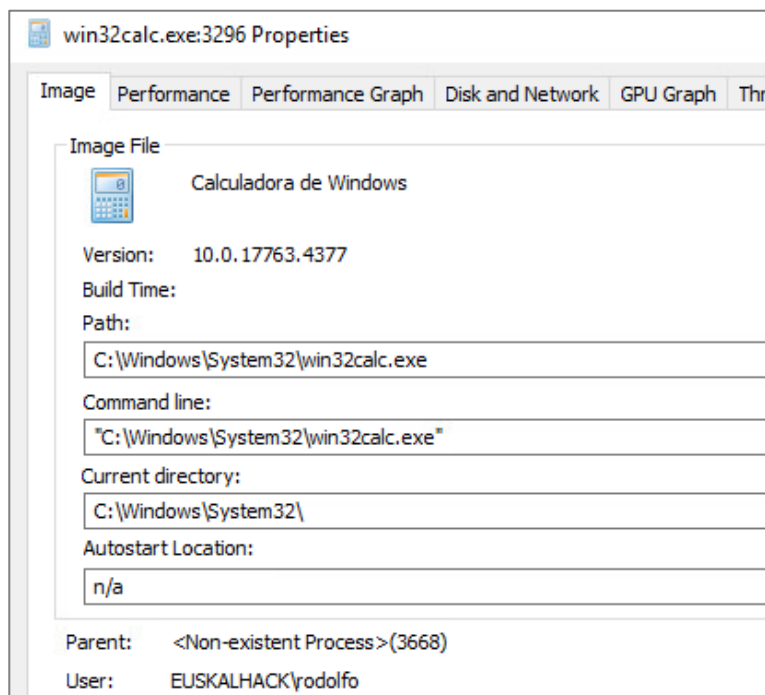 win32calc.exe:3296 Properties
Image Performance Performance Graph Disk and Network GPU Graph Thr
Image File
0
Calculadora de Windows
Version: 10.0.17763.4377
Build Time:
Path:
C:\Windows\System32\win32calc.exe
Command line:
"C:\Windows\System32\win32calc.exe"
Current directory:
C:\Windows\System32\
Autostart Location:
n/a
Parent: <Non-existent Process>(3668)
User: EUSKALHACK\rodolfo